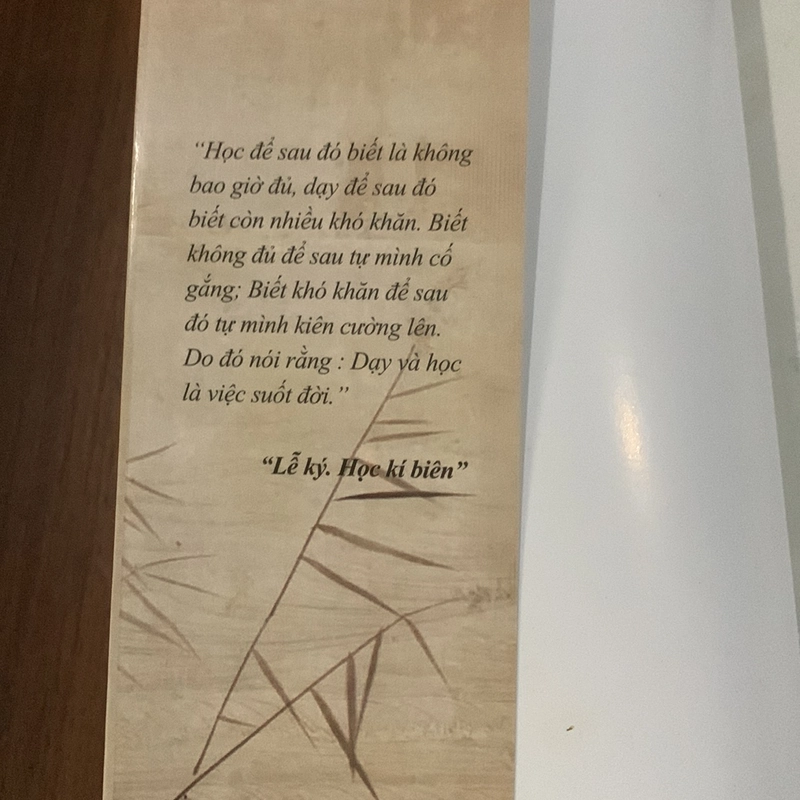 “Học để sau đó biết là không
bao giờ đủ, dạy để sau đó
biết còn nhiều khó khăn. Biết
không đủ để sau tự mình cố
gắng; Biết khó khăn để sau
đó tự mình kiên cường lên.
Do đó nói rằng : Dạy và học
là việc suốt đời.”
“Lễ ký. Học kí biên”